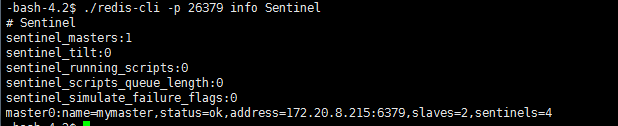 -bash-4.2$ ./redis-cli -p 26379 info Sentinel
# Sentinel
sentinel_masters:1
sentinel_tilt:0
sentinel_running_scripts:0
sentinel_scripts_queue_length:0
sentinel_simulate_failure_flags:0
master0:name=mymaster,status=ok,address=172.20.8.215:6379,slaves=2,sentinels=4
-bash-4.2$